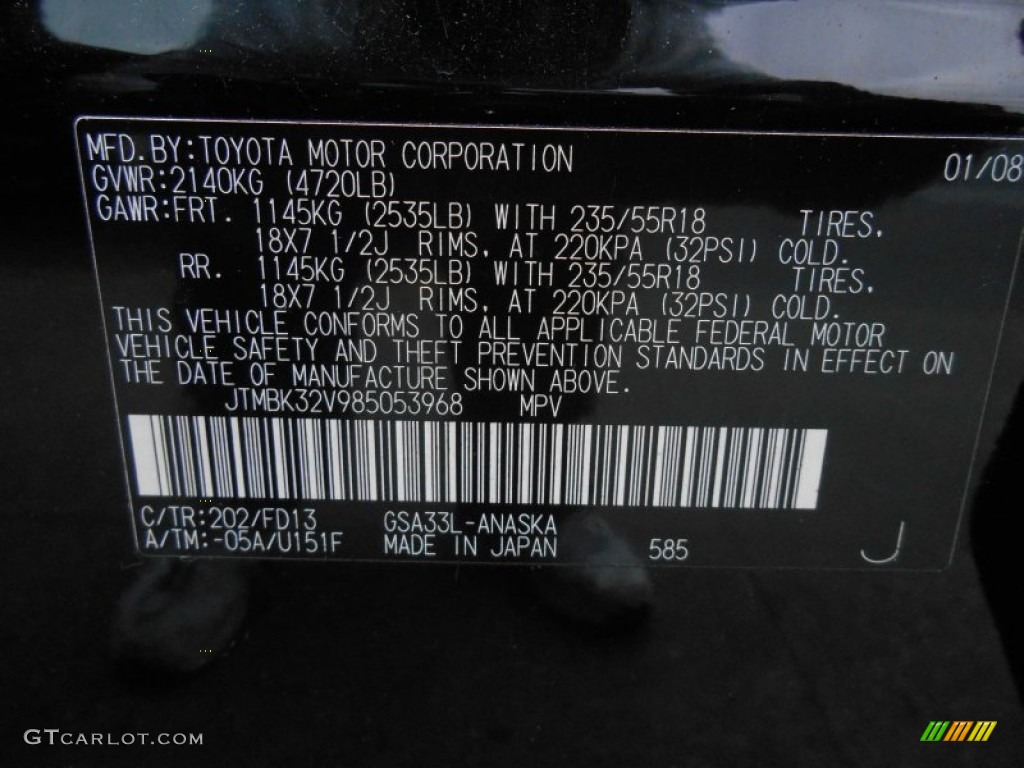 MFD.BY:TOYOTA MOTOR CORPORATION 01/08
GVWR:2140KG (4720LB)
GAWR:FRT. 1145KG (2535LB) WITH 235/55R18 TIRES,
18X7 1/2J RIMS, AT 220KPA (32PSI) COLD.
RR. 1145KG (2535LB) WITH 235/55R18 TIRES,
18X7 1/2J RIMS, AT 220KPA (32PSI) COLD.
THIS VEHICLE CONFORMS TO ALL APPLICABLE FEDERAL MOTOR
VEHICLE SAFETY AND THEFT PREVENTION STANDARDS IN EFFECT ON
THE DATE OF MANUFACTURE SHOWN ABOVE.
JTMBK32V985053968 MPV
C/TR:202/FD13 GSA33L-ANASKA
A/TM:-05A/U151F MADE IN JAPAN 585 J
GTCARLOT.COM